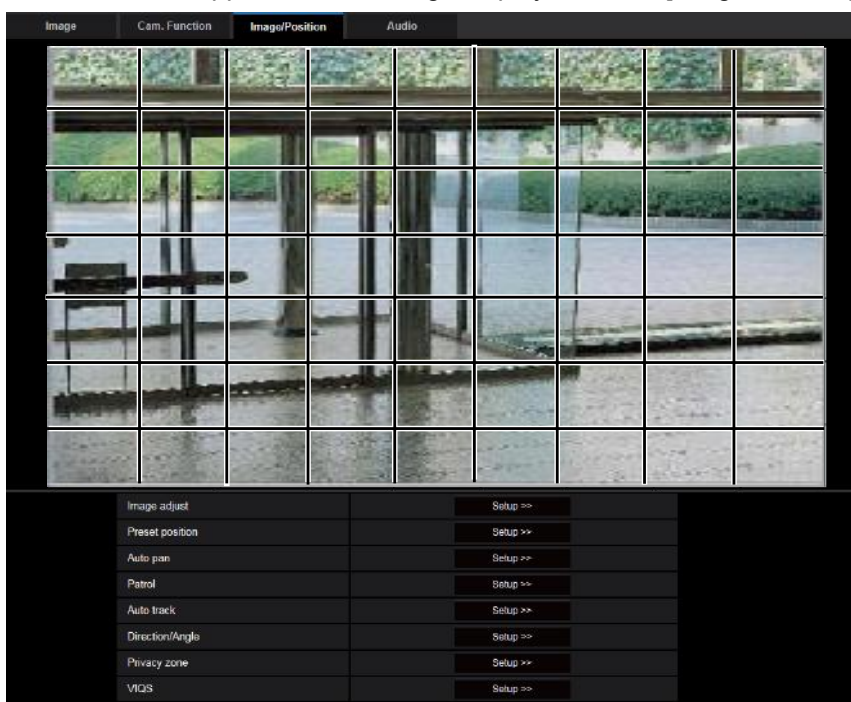 Image Cam. Function Image/Position Audio
Image adjust Setup >>
Preset position Setup >>
Auto pan Setup >>
Patrol Setup >>
Auto track Setup >>
Direction/Angle Setup >>
Privacy zone Setup >>
VIQS Setup >>